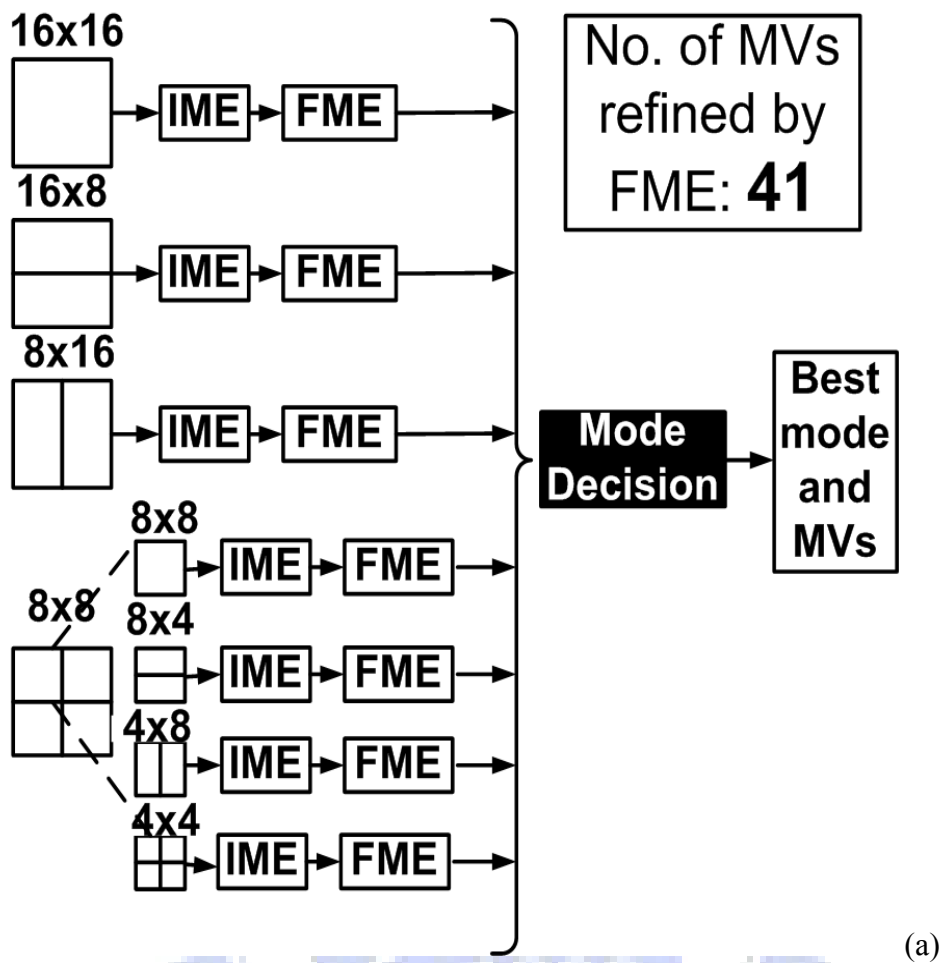 16x16
IME
FME
No. of MVs
refined by
FME: 41
16x8
IME
FME
8x16
IME
FME
Mode
Decision
Best
mode
and
MVs
8x8
8x8
IME
FME
8x4
IME
FME
4x8
IME
FME
4x4
IME
FME
(a)